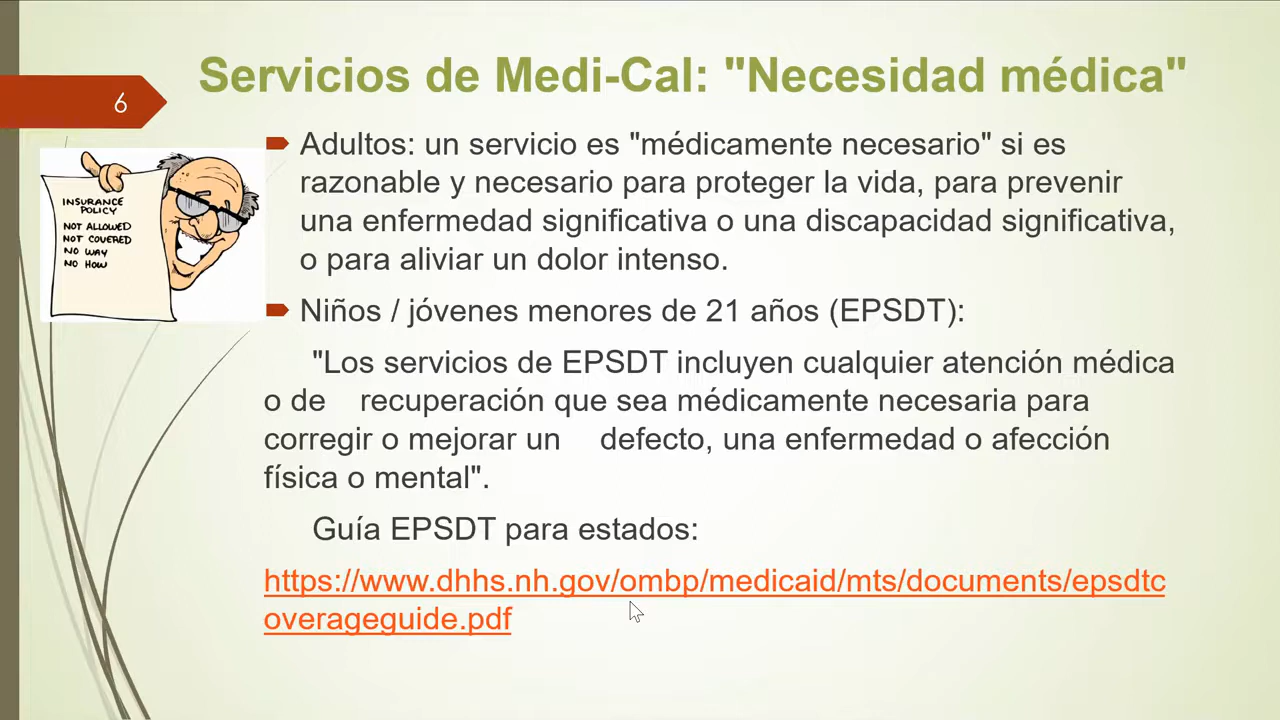 Servicios de Medi-Cal: "Necesidad médica"
6
INSURANCE
POLICY
NOT ALLOWED
NOT COVERED
NO WAY
NO HOW
Adultos: un servicio es "médicamente necesario" si es
razonable y necesario para proteger la vida, para prevenir
una enfermedad significativa o una discapacidad significativa,
o para aliviar un dolor intenso.
Niños / jóvenes menores de 21 años (EPSDT):
"Los servicios de EPSDT incluyen cualquier atención médica
o de recuperación que sea médicamente necesaria para
corregir o mejorar un defecto, una enfermedad o afección
física o mental".
Guía EPSDT para estados:
https://www.dhhs.nh.gov/ombp/medicaid/mts/documents/epsdtc
overageguide.pdf